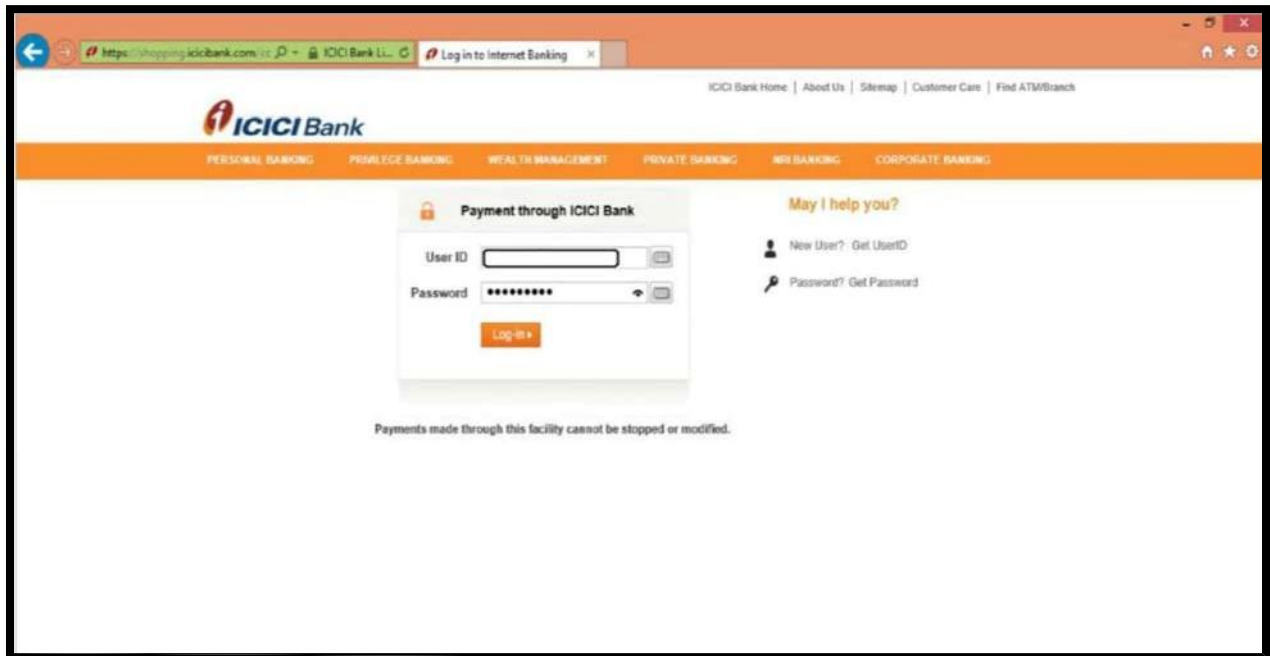 https://shopping.icicibank.com/cc
ICICI Bank Li...
Log in to Internet Banking
ICICI Bank Home | About Us | Sitemap | Customer Care | Find ATM/Branch
ICICI Bank
PERSONAL BANKING PRIVILEGE BANKING WEALTH MANAGEMENT PRIVATE BANKING NRI BANKING CORPORATE BANKING
Payment through ICICI Bank
May I help you?
User ID
New User? Get UserID
Password
Password? Get Password
Log-in
Payments made through this facility cannot be stopped or modified.